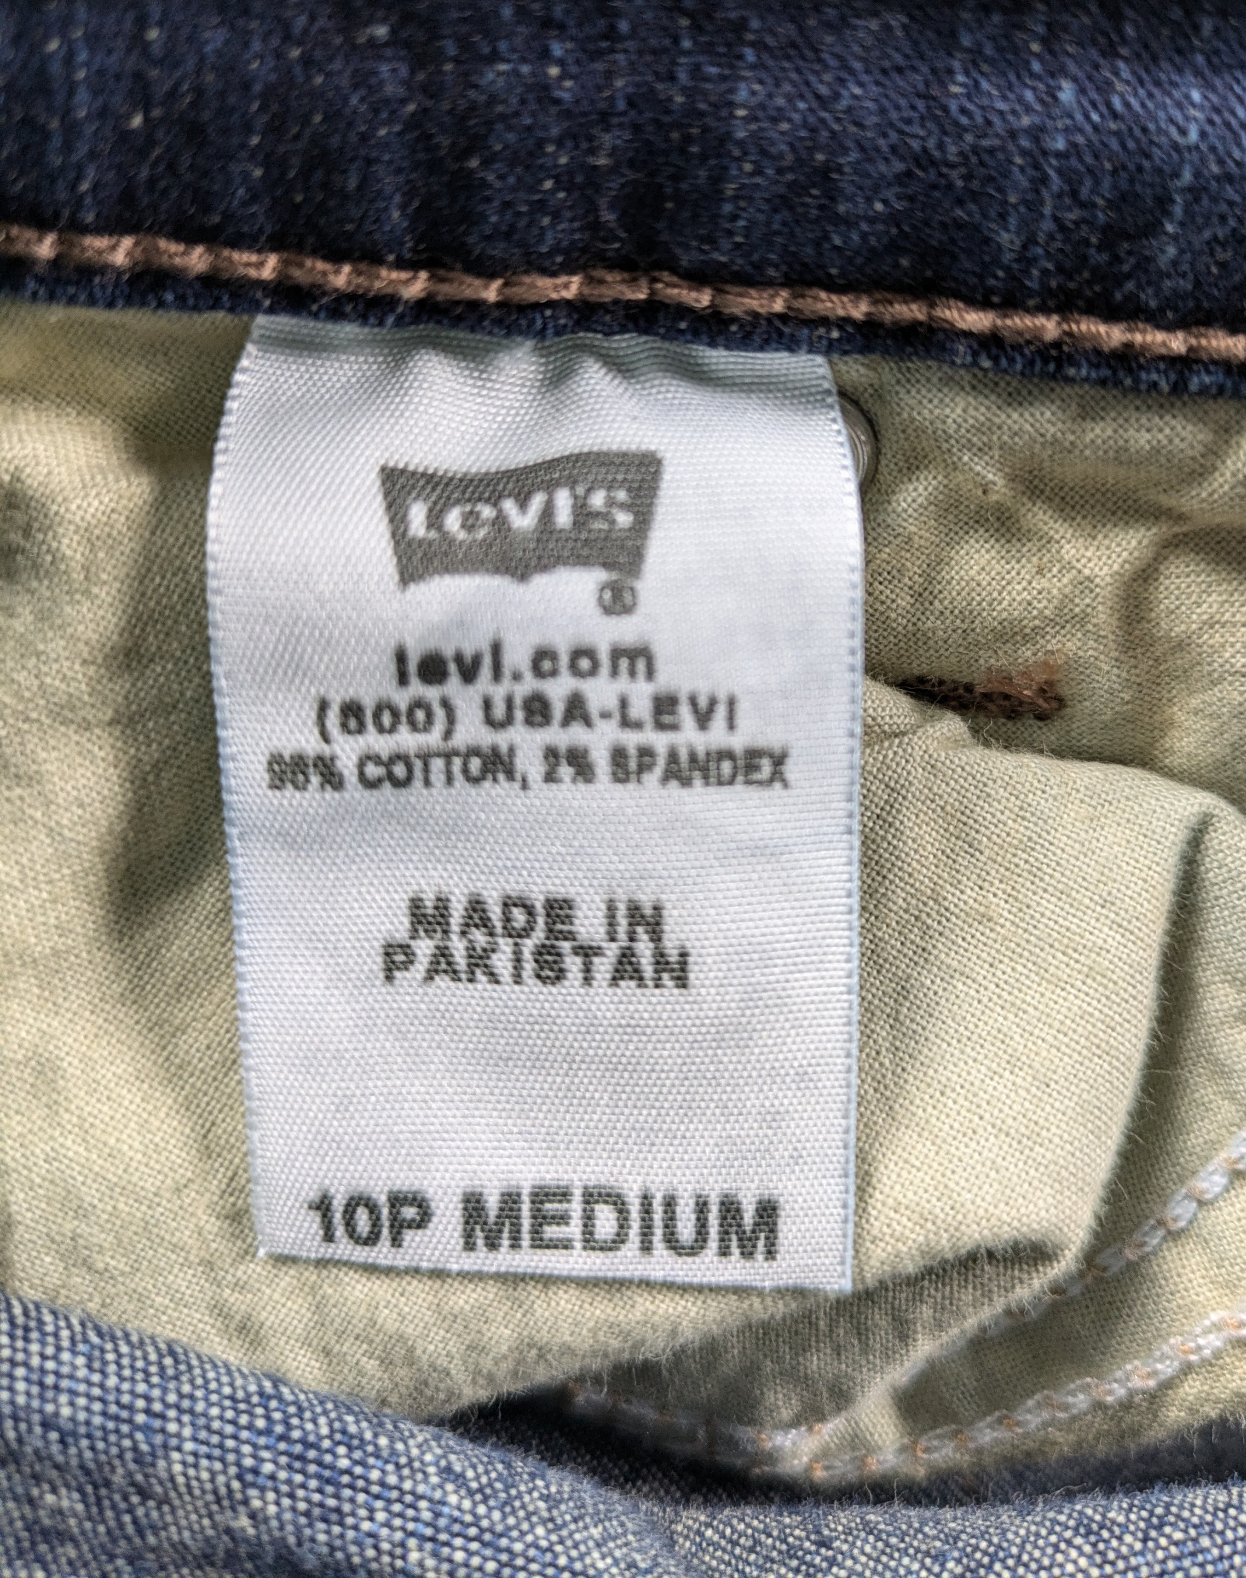 LEVI'S
®
levi.com
(800) USA-LEVI
98% COTTON, 2% SPANDEX
MADE IN
PAKISTAN
10P MEDIUM